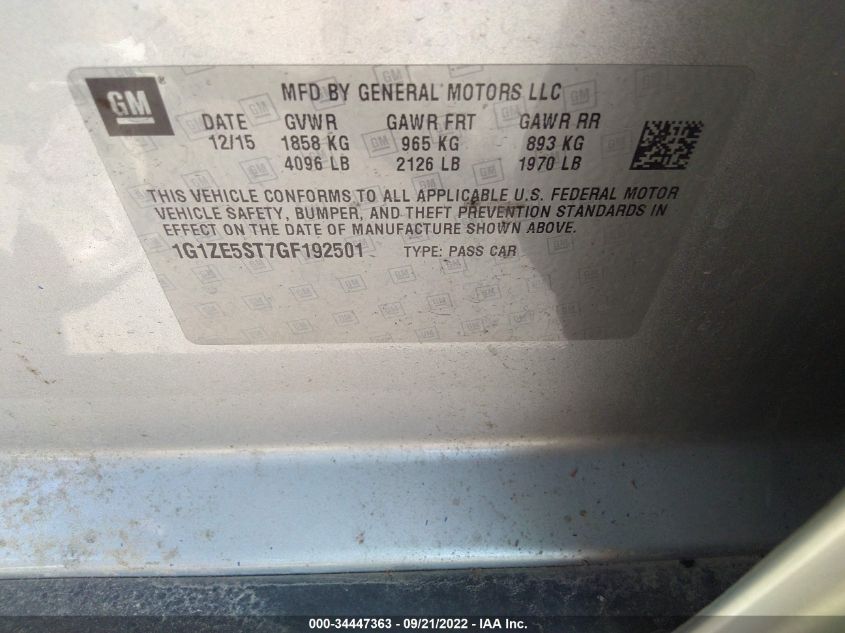 GM ® MFD BY GENERAL MOTORS LLC
DATE GVWR GAWR FRT GAWR RR
12/15 1858 KG 965 KG 893 KG
4096 LB 2126 LB 1970 LB
THIS VEHICLE CONFORMS TO ALL APPLICABLE U.S. FEDERAL MOTOR
VEHICLE SAFETY, BUMPER, AND THEFT PREVENTION STANDARDS IN
EFFECT ON THE DATE OF MANUFACTURE SHOWN ABOVE.
1G1ZE5ST7GF192501 TYPE: PASS CAR
000-34447363 - 09/21/2022 - IAA Inc.